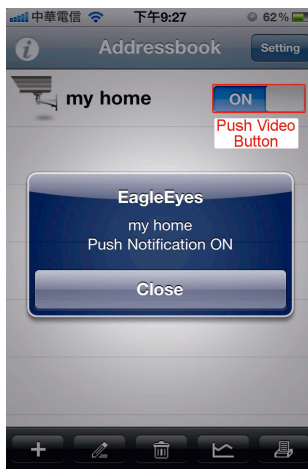 中華電信 下午9:27 62%
Addressbook Setting
my home ON
Push Video
Button
EagleEyes
my home
Push Notification ON
Close